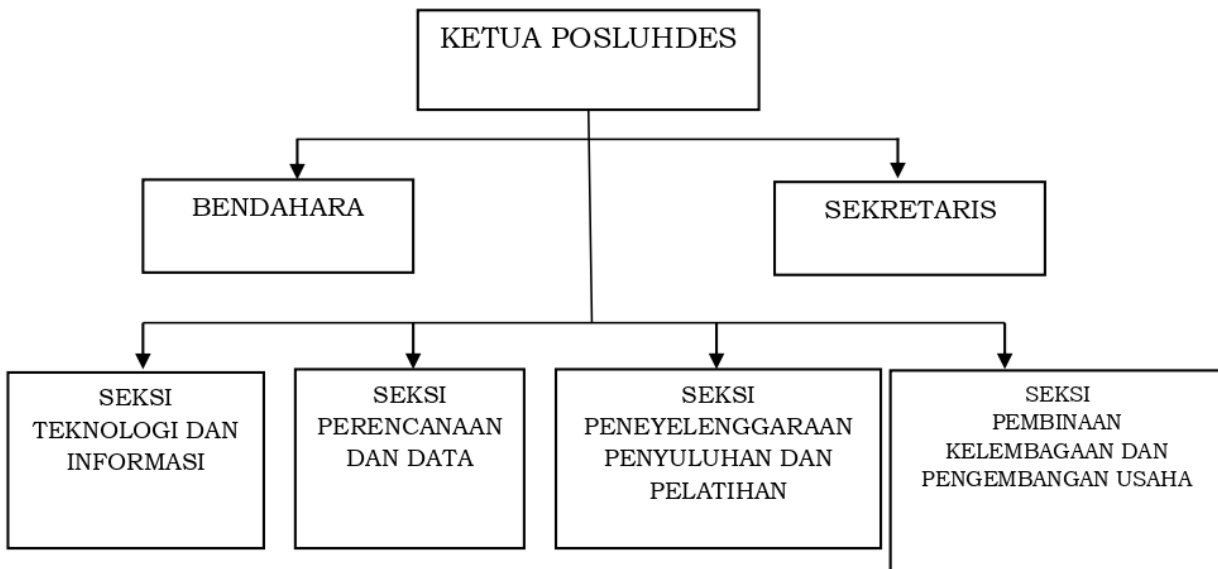 KETUA POSLUHDES
BENDAHARA
SEKRETARIS
SEKSI
TEKNOLOGI DAN
INFORMASI
SEKSI
PERENCANAAN
DAN DATA
SEKSI
PENEYELENGGARAAN
PENYULUHAN DAN
PELATIHAN
SEKSI
PEMBINAAN
KELEMBAGAAN DAN
PENGEMBANGAN USAHA